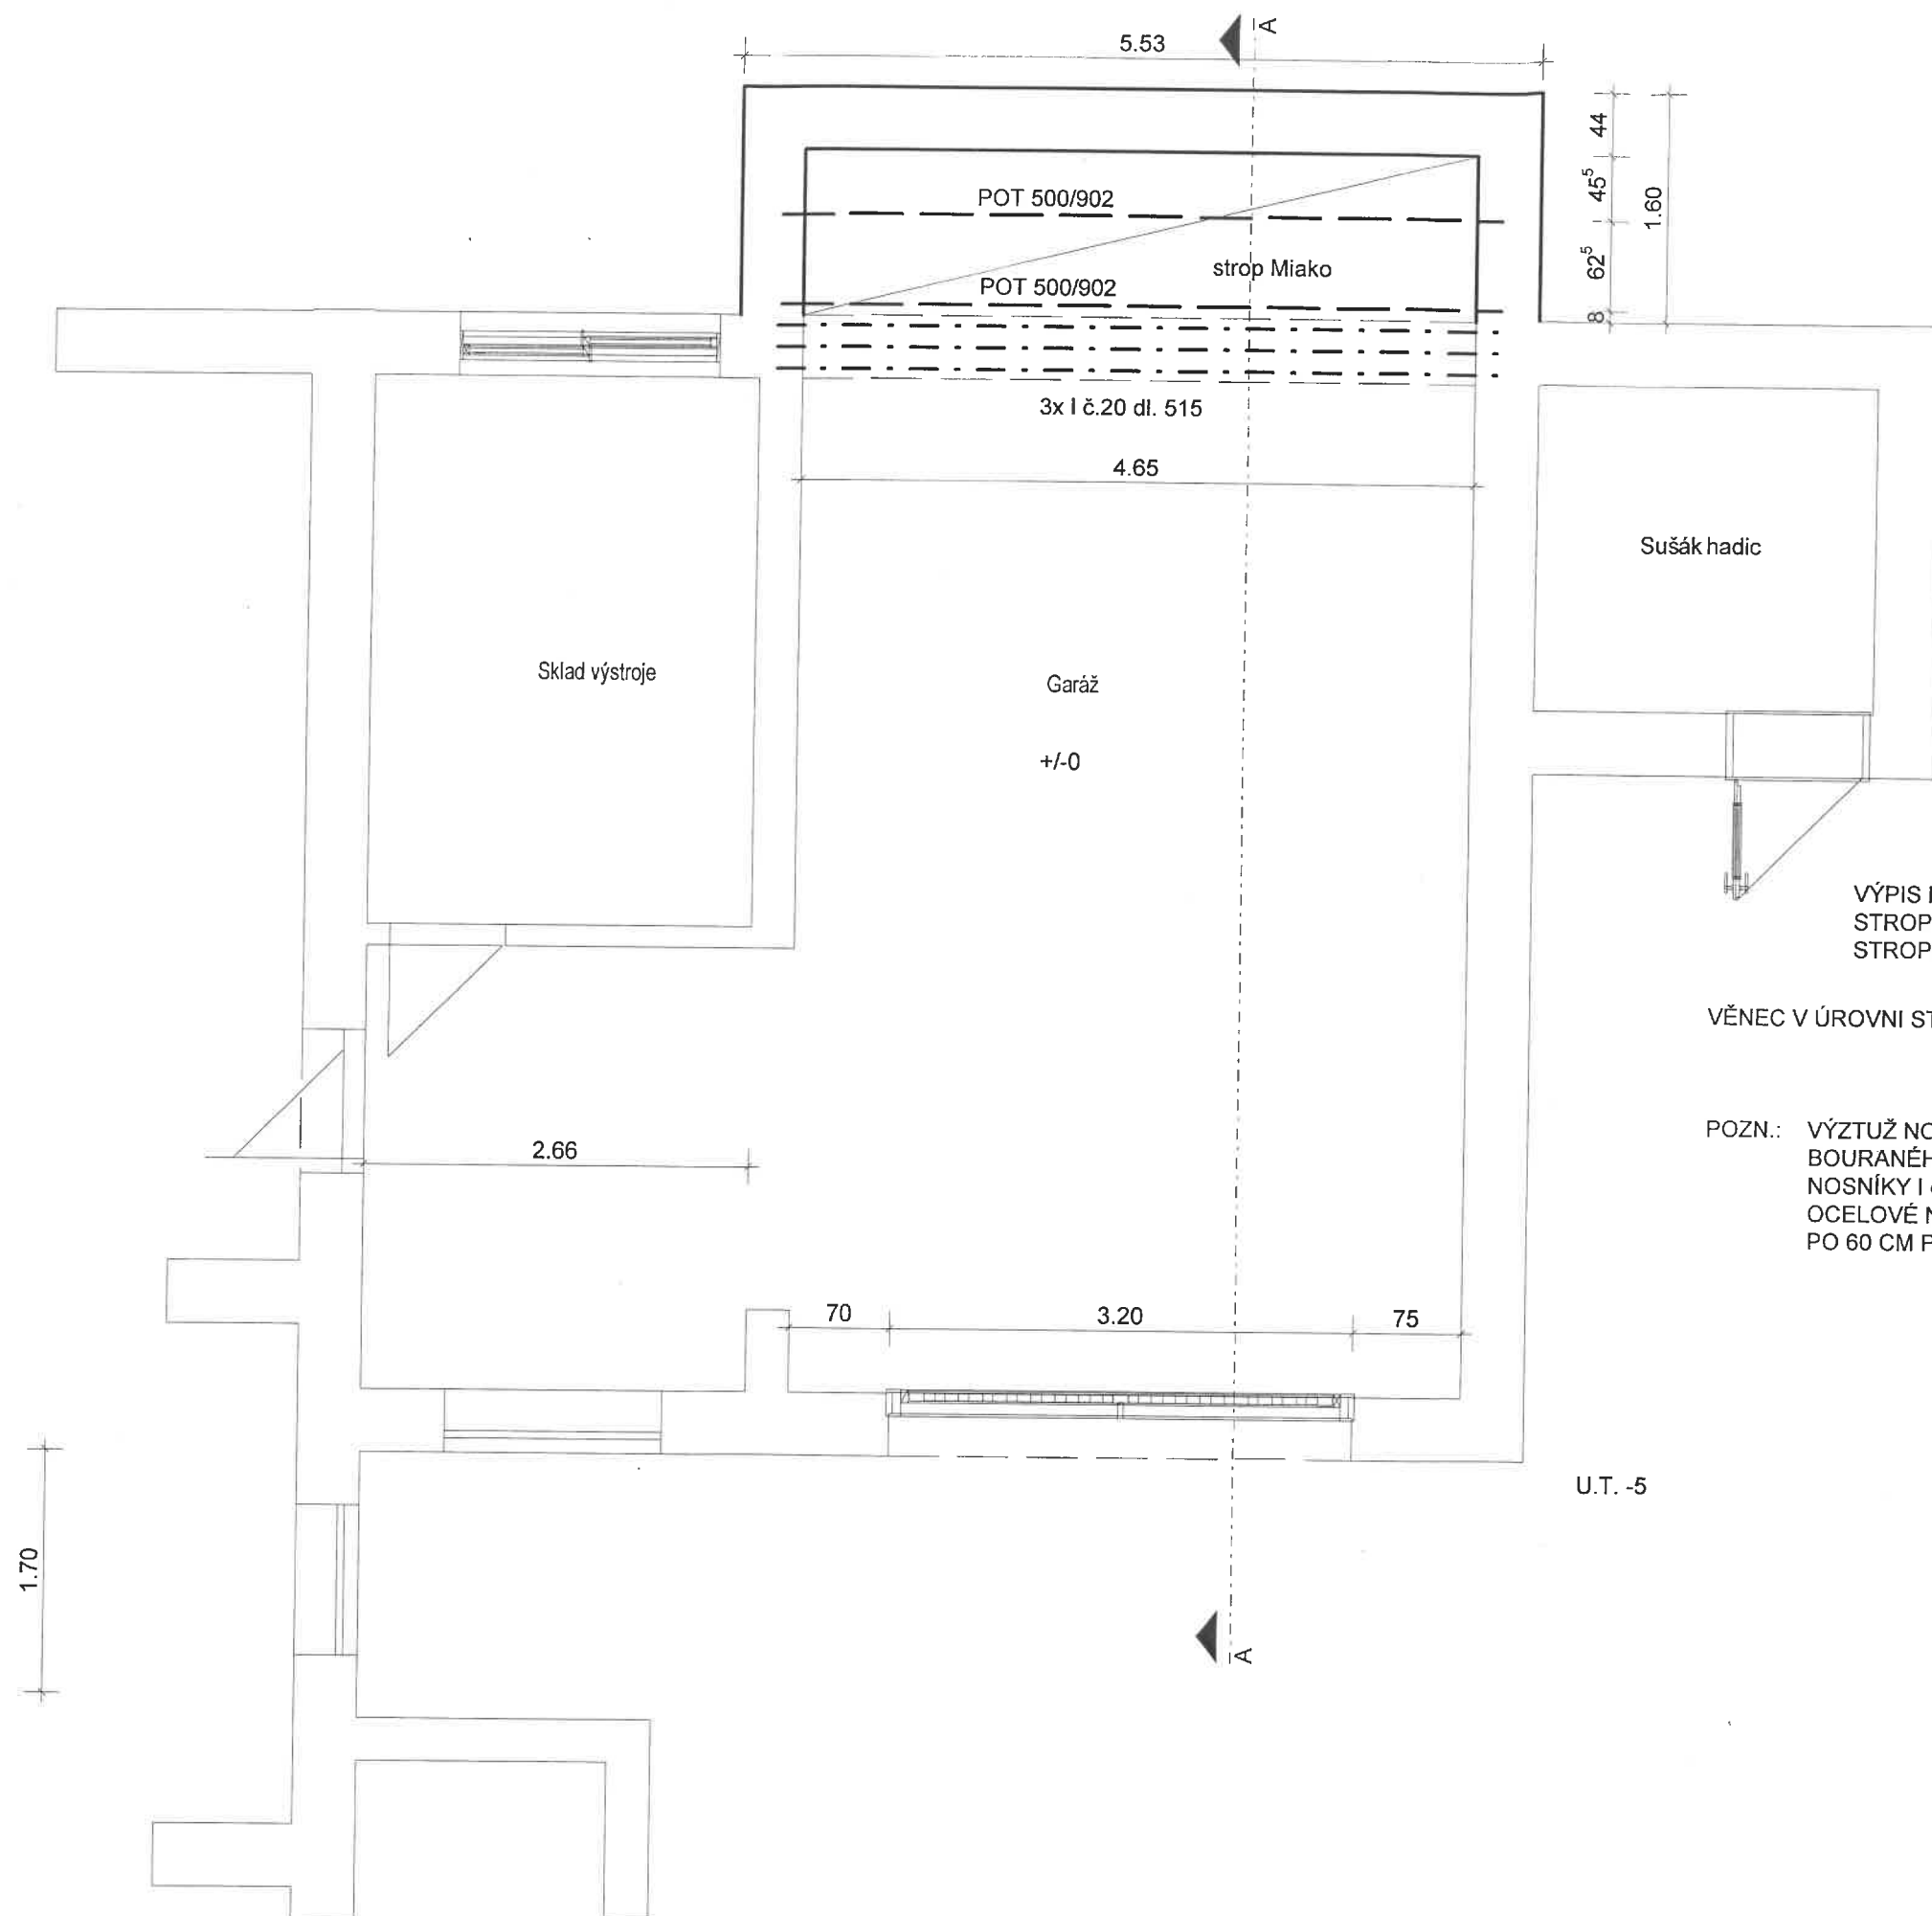 5.53
A
44
45⁵
1.60
62⁵
8
POT 500/902
strop Miako
POT 500/902
3x I č.20 dl. 515
4.65
Sušák hadic
Sklad výstroje
Garáž
+/-0
VÝPIS
STROP
STROP
VĚNEC V ÚROVNI
POZN.: VÝZTUŽ
BOURANÉH
NOSNÍKY I
OCELOVÉ
PO 60 CM
2.66
70
3.20
75
U.T. -5
1.70
A